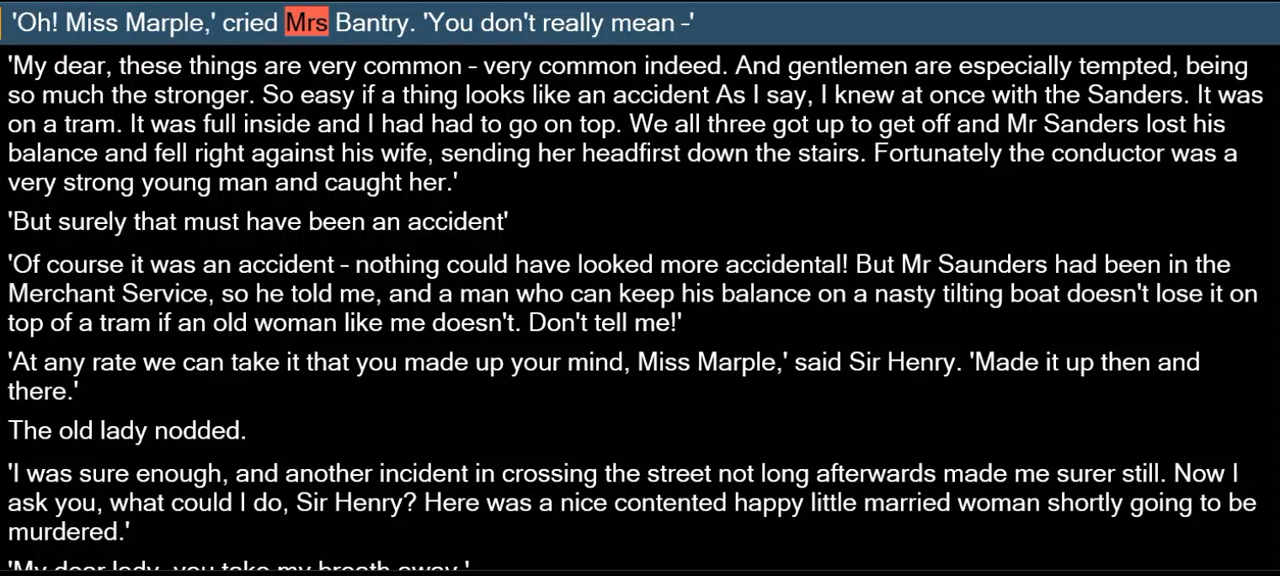 'Oh! Miss Marple,' cried Mrs Bantry. 'You don't really mean –'
'My dear, these things are very common – very common indeed. And gentlemen are especially tempted, being
so much the stronger. So easy if a thing looks like an accident As I say, I knew at once with the Sanders. It was
on a tram. It was full inside and I had had to go on top. We all three got up to get off and Mr Sanders lost his
balance and fell right against his wife, sending her headfirst down the stairs. Fortunately the conductor was a
very strong young man and caught her.'
'But surely that must have been an accident'
'Of course it was an accident – nothing could have looked more accidental! But Mr Saunders had been in the
Merchant Service, so he told me, and a man who can keep his balance on a nasty tilting boat doesn't lose it on
top of a tram if an old woman like me doesn't. Don't tell me!'
'At any rate we can take it that you made up your mind, Miss Marple,' said Sir Henry. 'Made it up then and
there.'
The old lady nodded.
'I was sure enough, and another incident in crossing the street not long afterwards made me surer still. Now I
ask you, what could I do, Sir Henry? Here was a nice contented happy little married woman shortly going to be
murdered.'
'My dear lady, you take my breath away.'